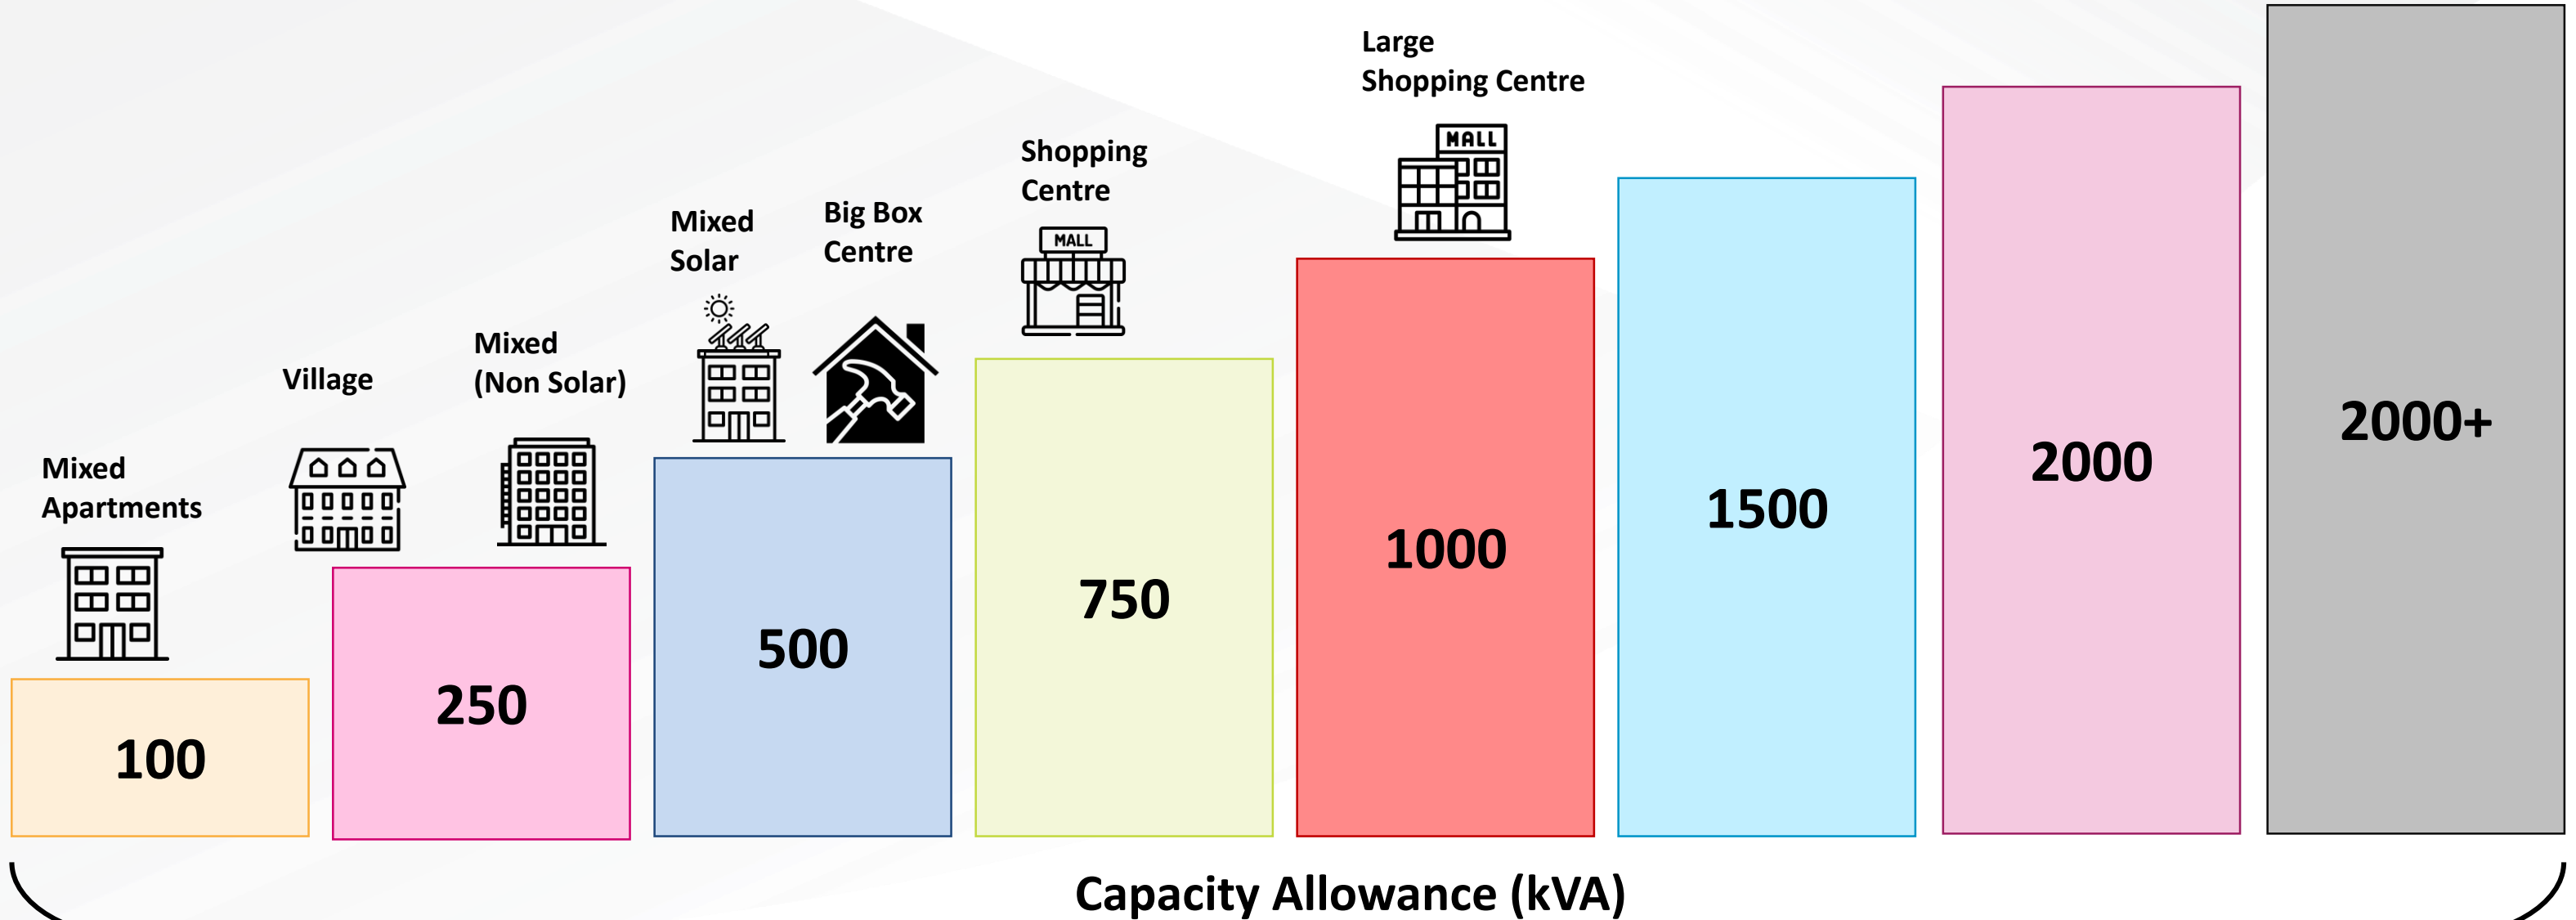 Mixed
Apartments
100
Village
Mixed
(Non Solar)
250
Mixed
Solar
Big Box
Centre
500
Shopping
Centre
MALL
750
Large
Shopping Centre
MALL
1000
1500
2000
2000+
Capacity Allowance (kVA)